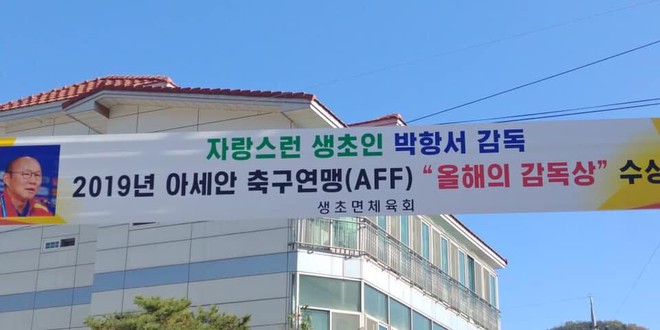 자랑스런 생초인 박항서 감독
2019년 아세안 축구연맹(AFF) “올해의 감독상” 수상
생초면체육회